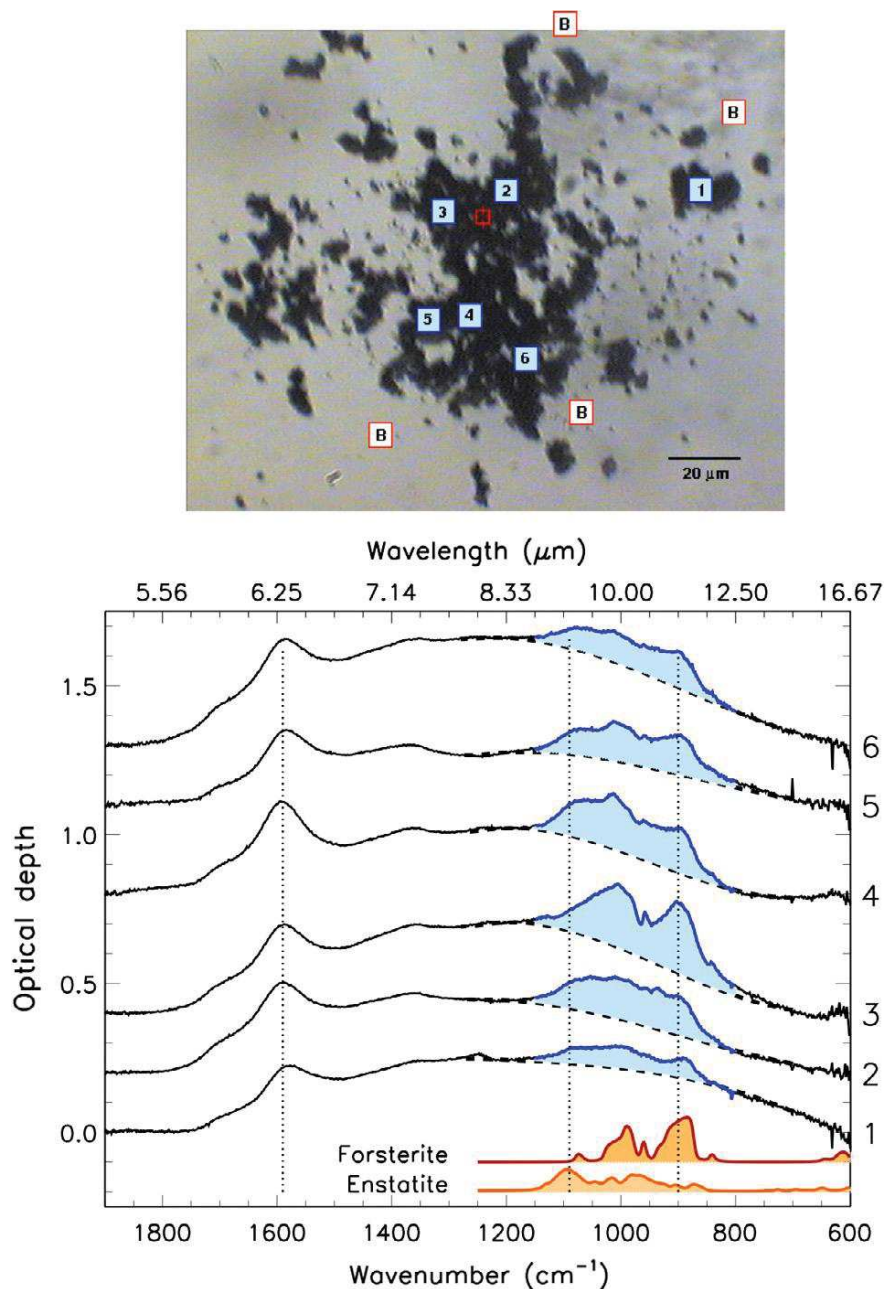 B
B
1
2
3
4
5
6
B
B
20 µm
Wavelength (µm)
5.56 6.25 7.14 8.33 10.00 12.50 16.67
1.5
1.0
0.5
0.0
Optical depth
6
5
4
3
2
1
Forsterite
Enstatite
1800 1600 1400 1200 1000 800 600
Wavenumber (cm⁻¹)